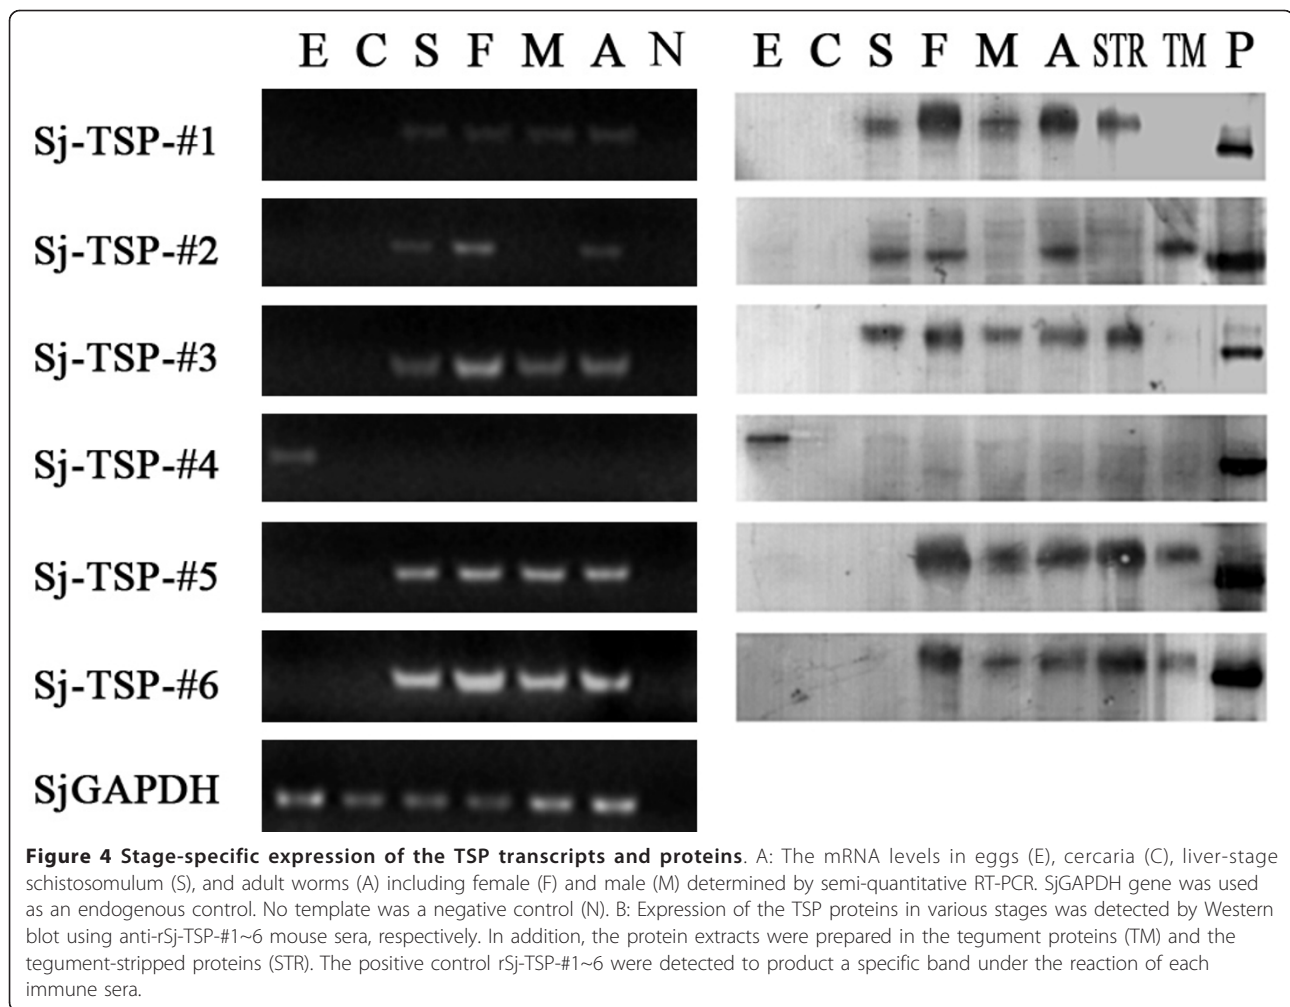 E C S F M A N E C S F M A STR TM P
Sj-TSP-#1
Sj-TSP-#2
Sj-TSP-#3
Sj-TSP-#4
Sj-TSP-#5
Sj-TSP-#6
SjGAPDH
Figure 4 Stage-specific expression of the TSP transcripts and proteins. A: The mRNA levels in eggs (E), cercaria (C), liver-stage
schistosomulum (S), and adult worms (A) including female (F) and male (M) determined by semi-quantitative RT-PCR. SjGAPDH gene was used
as an endogenous control. No template was a negative control (N). B: Expression of the TSP proteins in various stages was detected by Western
blot using anti-rSj-TSP-#1~6 mouse sera, respectively. In addition, the protein extracts were prepared in the tegument proteins (TM) and the
tegument-stripped proteins (STR). The positive control rSj-TSP-#1~6 were detected to product a specific band under the reaction of each
immune sera.